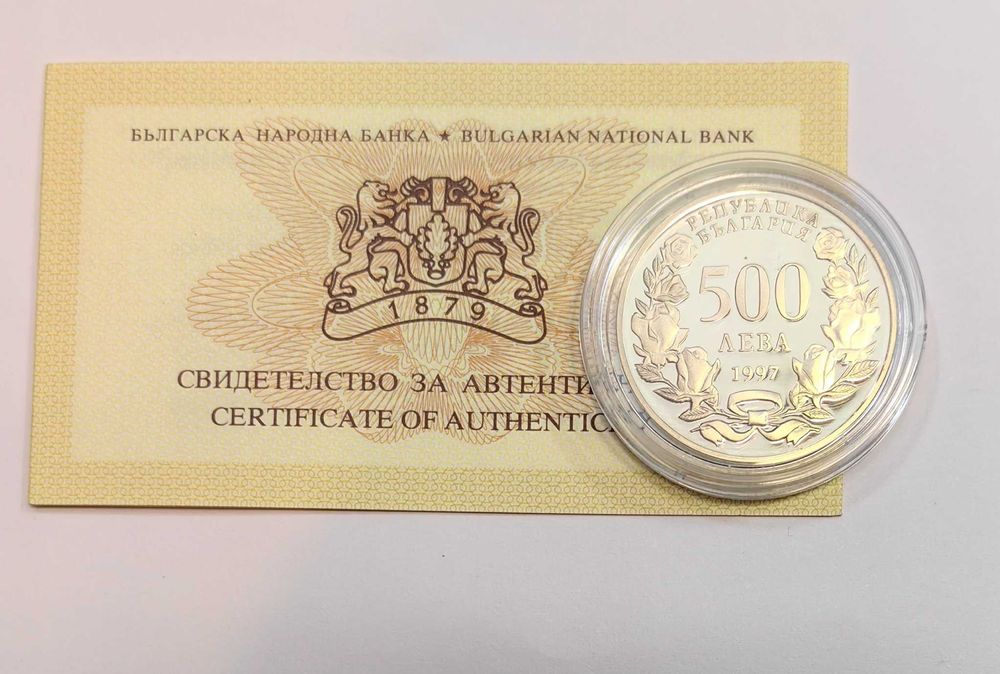 БЪЛГАРСКА НАРОДНА БАНКА ★ BULGARIAN NATIONAL BANK
1879
СВИДЕТЕЛСТВО ЗА
CERTIFICATE OF
РЕПУБЛИКА
БЪЛГАРИЯ
500
ЛЕВА
1997